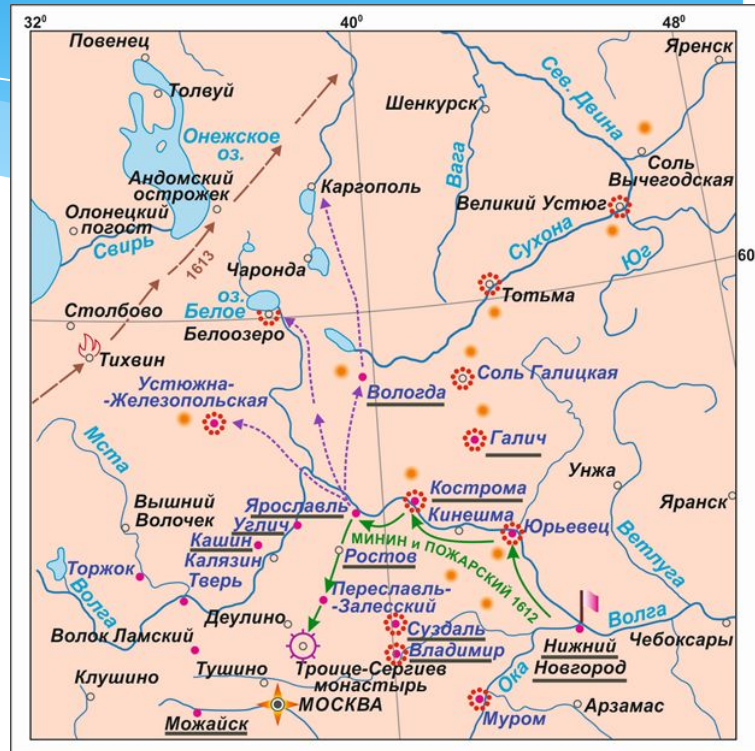 32⁰
40⁰
48⁰
Повенец
Яренск
Толвуй
Шенкурск
Сев. Двина
Онежское
оз.
Вага
Соль
Вычегодская
Андомский
острожек
Каргополь
Великий Устюг
Олонецкий
погост
Свирь
1613
Чаронда
Сухона
Юг
60
оз.
Белое
Тотьма
Столбово
Белоозеро
Тихвин
Устюжна-
Железопольская
Вологда
Соль Галицкая
Мста
Галич
Унжа
Вышний
Волочек
Ярославль
Кострома
Яранск
Углич
Кинешма
Юрьевец
Кашин
МИНИН и ПОЖАРСКИЙ 1612
Ветлуга
Калязин
Ростов
Торжок
Тверь
Переславль-
-Залесский
Волга
Волга
Деулино
Суздаль
Нижний
Новгород
Чебоксары
Волок Ламский
Владимир
Троице-Сергиев
монастырь
Ока
Клушино
Тушино
МОСКВА
Муром
Арзамас
Можайск